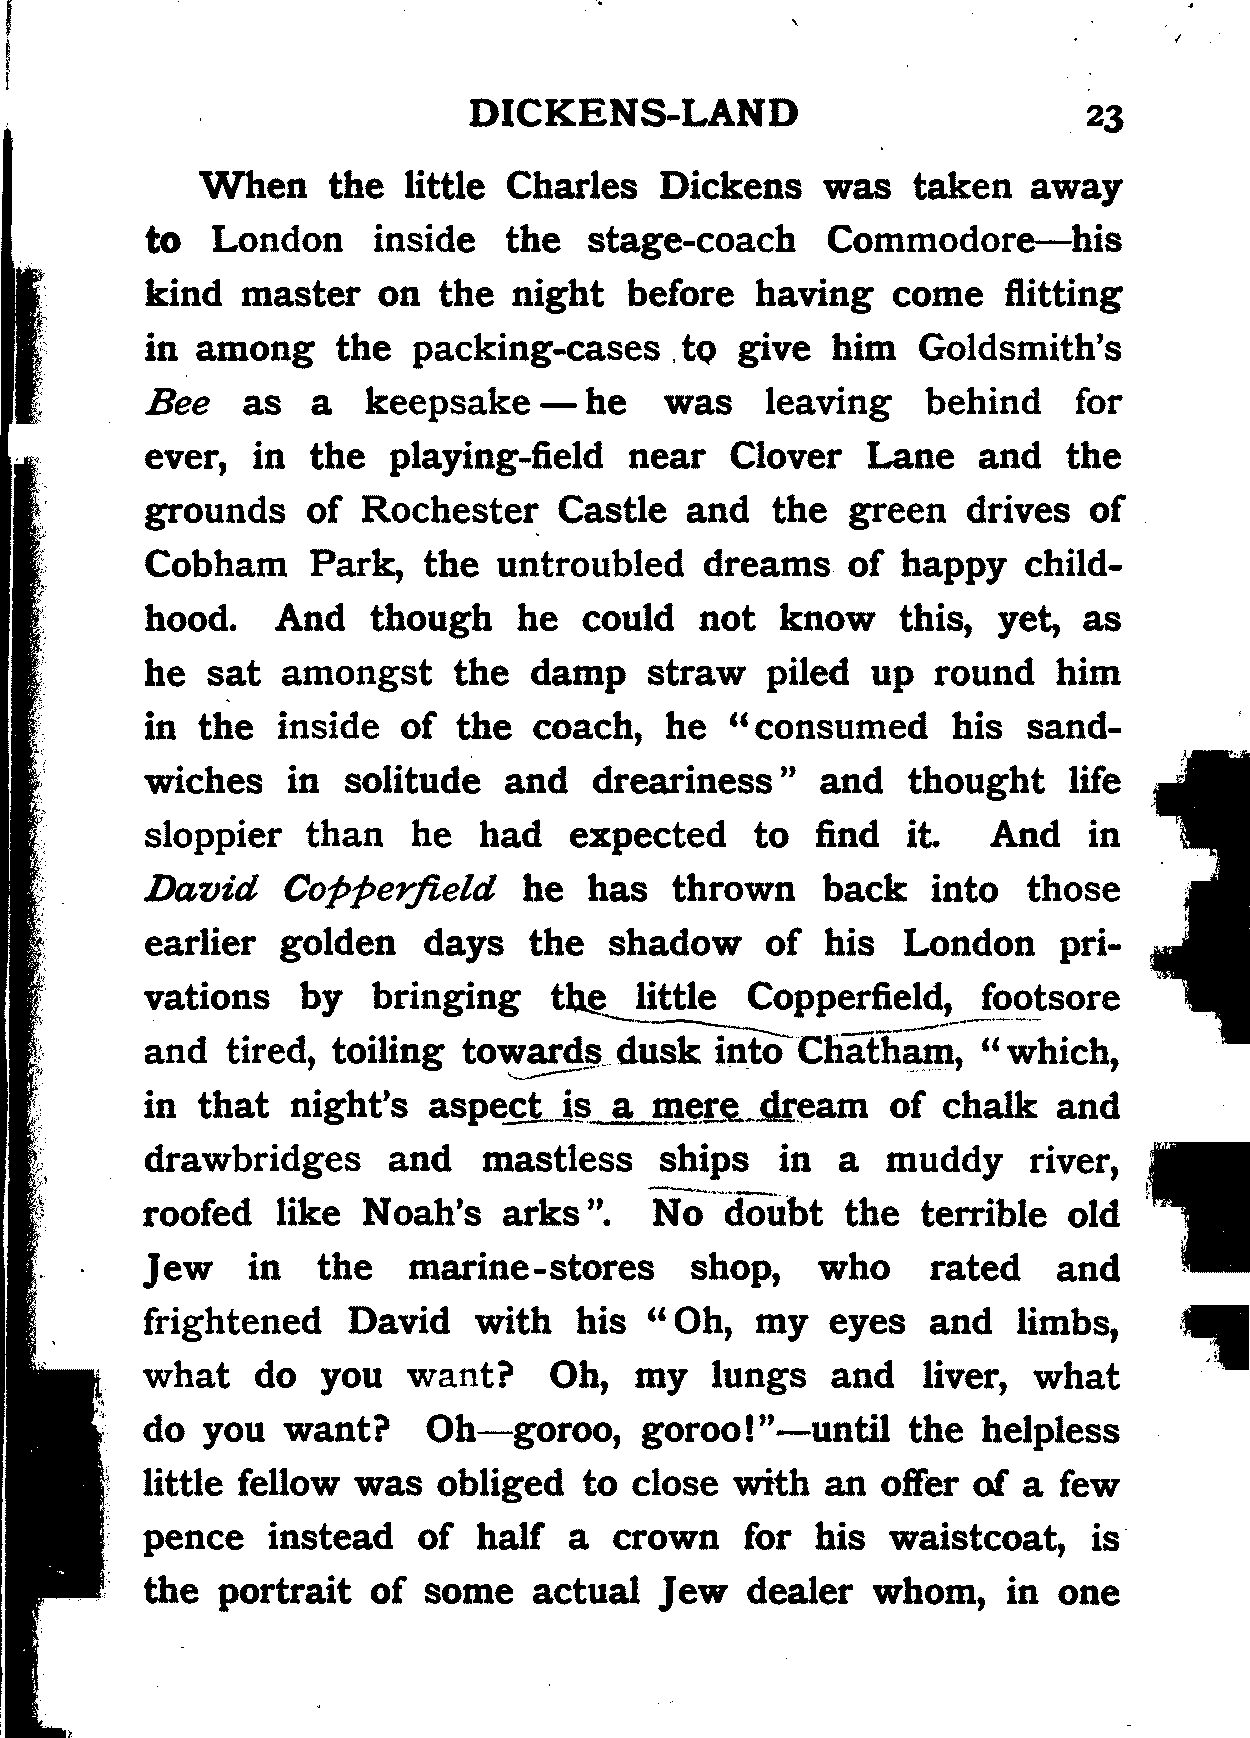 DICKENS-LAND 23
When the little Charles Dickens was taken away
to London inside the stage-coach Commodore—his
kind master on the night before having come flitting
in among the packing-cases to give him Goldsmith's
Bee as a keepsake — he was leaving behind for
ever, in the playing-field near Clover Lane and the
grounds of Rochester Castle and the green drives of
Cobham Park, the untroubled dreams of happy child-
hood. And though he could not know this, yet, as
he sat amongst the damp straw piled up round him
in the inside of the coach, he “consumed his sand-
wiches in solitude and dreariness” and thought life
sloppier than he had expected to find it. And in
David Copperfield he has thrown back into those
earlier golden days the shadow of his London pri-
vations by bringing the little Copperfield, footsore
and tired, toiling towards dusk into Chatham, “which,
in that night's aspect is a mere dream of chalk and
drawbridges and mastless ships in a muddy river,
roofed like Noah's arks”. No doubt the terrible old
Jew in the marine-stores shop, who rated and
frightened David with his “Oh, my eyes and limbs,
what do you want? Oh, my lungs and liver, what
do you want? Oh—goroo, goroo!”—until the helpless
little fellow was obliged to close with an offer of a few
pence instead of half a crown for his waistcoat, is
the portrait of some actual Jew dealer whom, in one